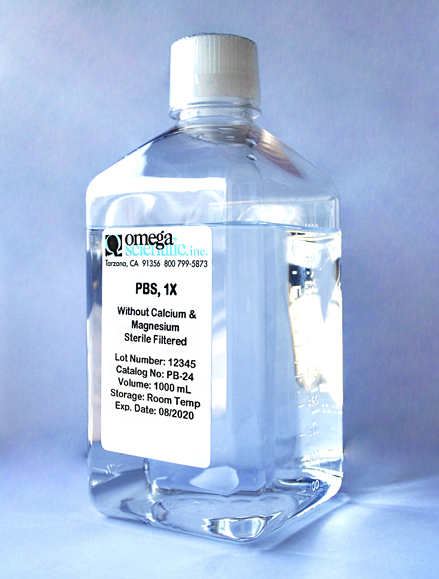 omega
scientific, inc.
Tarzana, CA 91356 800 799-5873
PBS, 1X
Without Calcium &
Magnesium
Sterile Filtered
Lot Number: 12345
Catalog No: PB-24
Volume: 1000 mL
Storage: Room Temp
Exp. Date: 08/2020